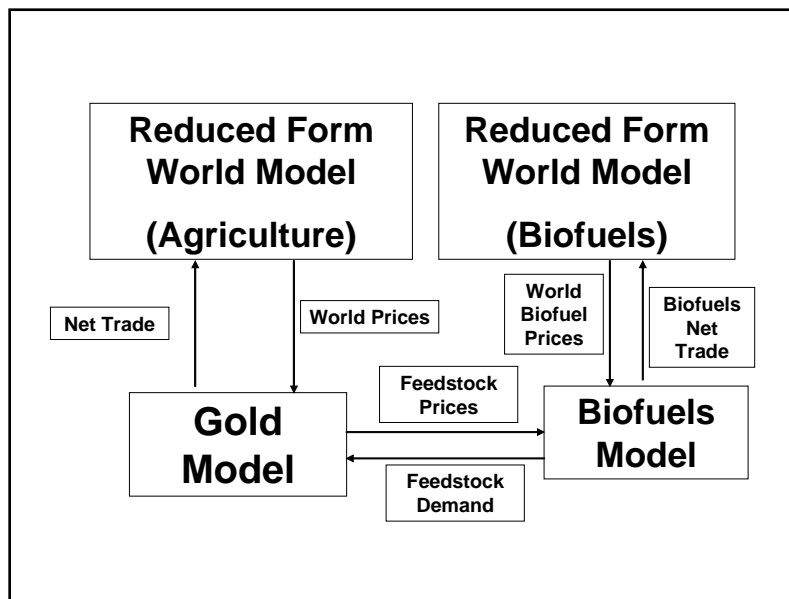 Reduced Form
World Model
(Agriculture)
Reduced Form
World Model
(Biofuels)
Net Trade
World Prices
World
Biofuel
Prices
Biofuels
Net
Trade
Feedstock
Prices
Gold
Model
Biofuels
Model
Feedstock
Demand